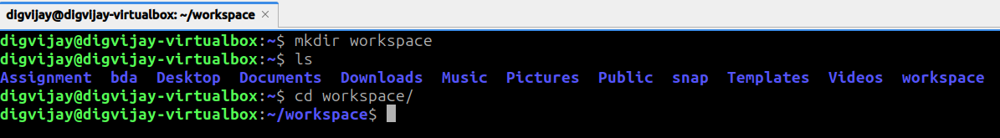 digvijay@digvijay-virtualbox: ~/workspace ×
digvijay@digvijay-virtualbox:~$ mkdir workspace
digvijay@digvijay-virtualbox:~$ ls
Assignment  bda  Desktop  Documents  Downloads  Music  Pictures  Public  snap  Templates  Videos  workspace
digvijay@digvijay-virtualbox:~$ cd workspace/
digvijay@digvijay-virtualbox:~/workspace$